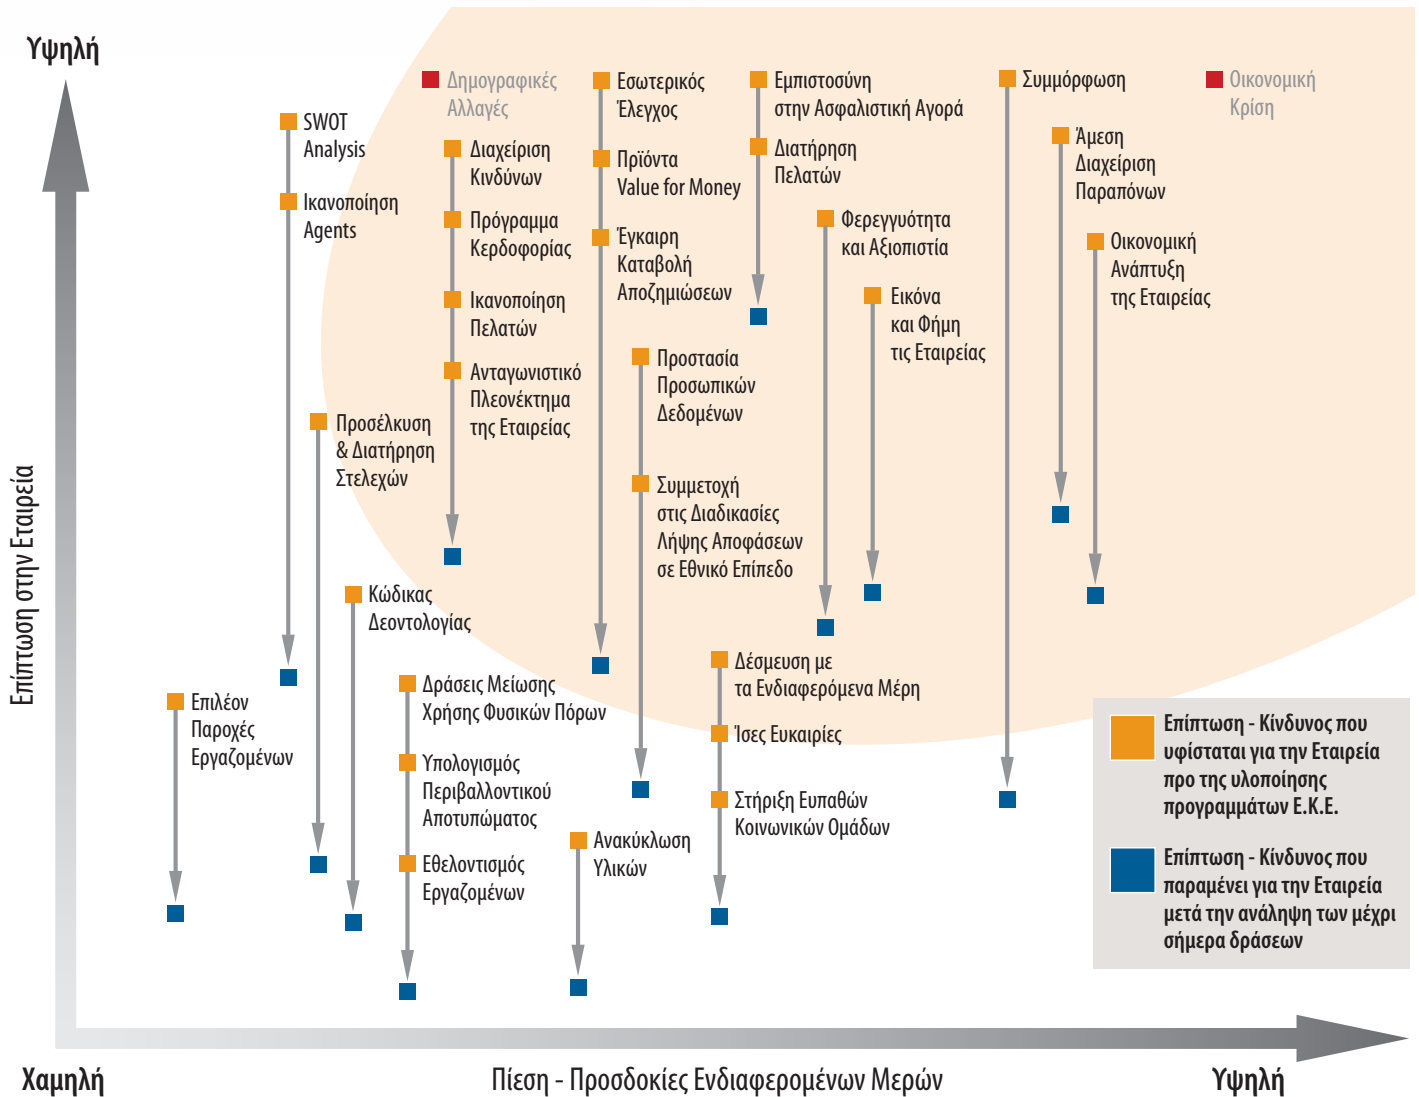 Υψηλή
Δημογραφικές
Αλλαγές
Εσωτερικός
Έλεγχος
Εμπιστοσύνη
στην Ασφαλιστική Αγορά
Συμμόρφωση
Οικονομική
Κρίση
SWOT
Analysis
Διαχείριση
Κινδύνων
Πρϊόντα
Value for Money
Διατήρηση
Πελατών
Άμεση
Διαχείριση
Παραπόνων
Ικανοποίηση
Agents
Πρόγραμμα
Κερδοφορίας
Έγκαιρη
Καταβολή
Αποζημιώσεων
Φερεγγυότητα
και Αξιοπιστία
Οικονομική
Ανάπτυξη
της Εταιρείας
Ικανοποίηση
Πελατών
Εικόνα
και Φήμη
τις Εταιρείας
Ανταγωνιστικό
Πλεονέκτημα
της Εταιρείας
Προστασία
Προσωπικών
Δεδομένων
Προσέλκυση
& Διατήρηση
Στελεχών
Συμμετοχή
στις Διαδικασίες
Λήψης Αποφάσεων
σε Εθνικό Επίπεδο
Κώδικας
Δεοντολογίας
Επίπτωση στην Εταιρεία
Επιλέον
Παροχές
Εργαζομένων
Δράσεις Μείωσης
Χρήσης Φυσικών Πόρων
Δέσμευση με
τα Ενδιαφερόμενα Μέρη
Ίσες Ευκαιρίες
Υπολογισμός
Περιβαλλοντικού
Αποτυπώματος
Στήριξη Ευπαθών
Κοινωνικών Ομάδων
Εθελοντισμός
Εργαζομένων
Ανακύκλωση
Υλικών
Επίπτωση - Κίνδυνος που
υφίσταται για την Εταιρεία
προ της υλοποίησης
προγραμμάτων Ε.Κ.Ε.
Επίπτωση - Κίνδυνος που
παραμένει για την Εταιρεία
μετά την ανάληψη των μέχρι
σήμερα δράσεων
Χαμηλή
Πίεση - Προσδοκίες Ενδιαφερομένων Μερών
Υψηλή